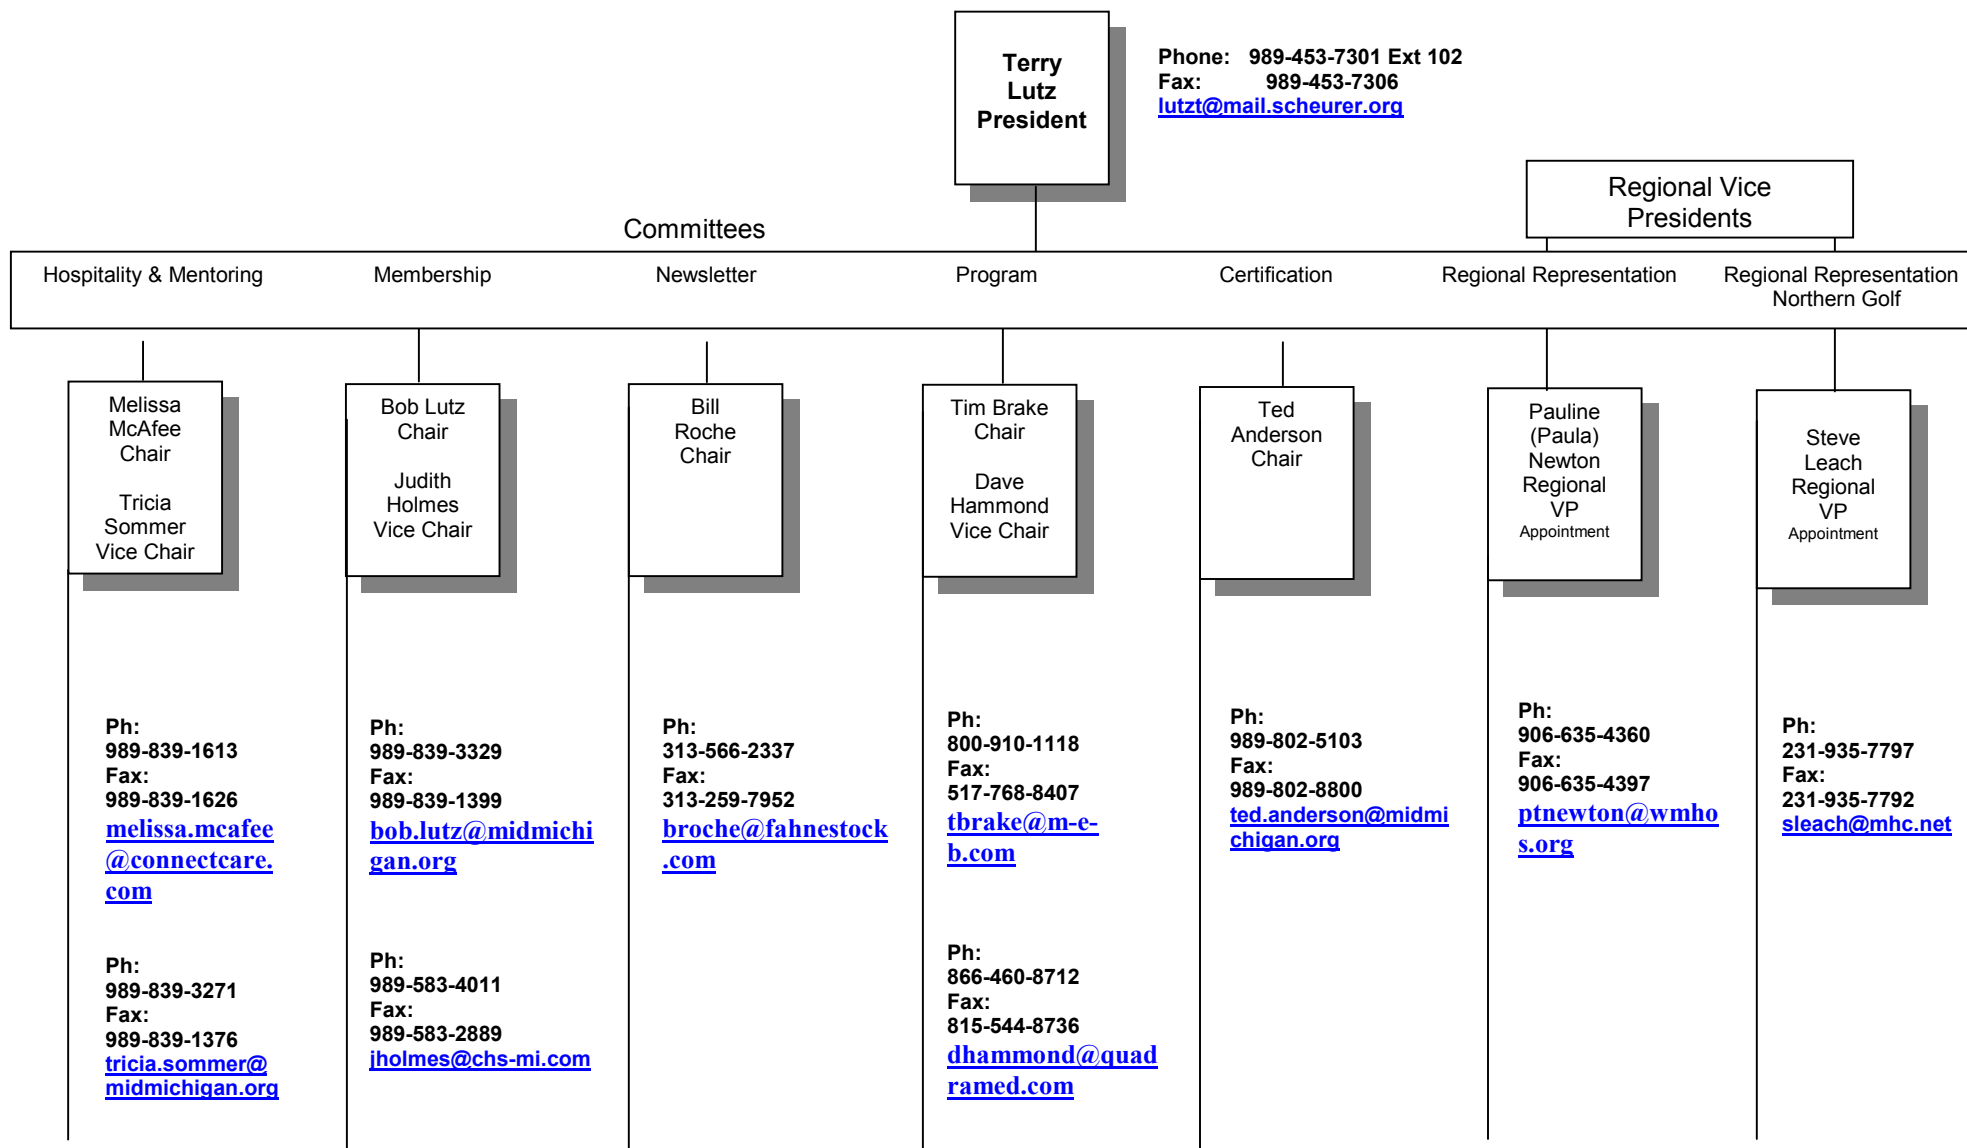 Terry
Lutz
President
Phone: 989-453-7301 Ext 102
Fax: 989-453-7306
lutzt@mail.scheurer.org
Regional Vice
Presidents
Committees
Hospitality & Mentoring
Membership
Newsletter
Program
Certification
Regional Representation
Regional Representation
Northern Golf
Melissa
McAfee
Chair
Tricia
Sommer
Vice Chair
Bob Lutz
Chair
Judith
Holmes
Vice Chair
Bill
Roche
Chair
Tim Brake
Chair
Dave
Hammond
Vice Chair
Ted
Anderson
Chair
Pauline
(Paula)
Newton
Regional
VP
Appointment
Steve
Leach
Regional
VP
Appointment
Ph:
989-839-1613
Fax:
989-839-1626
melissa.mcafee
@connectcare.
com
Ph:
989-839-3271
Fax:
989-839-1376
tricia.sommer@
midmichigan.org
Ph:
989-839-3329
Fax:
989-839-1399
bob.lutz@midmichi
gan.org
Ph:
989-583-4011
Fax:
989-583-2889
jholmes@chs-mi.com
Ph:
313-566-2337
Fax:
313-259-7952
broche@fahnestock
.com
Ph:
800-910-1118
Fax:
517-768-8407
tbrake@m-e-
b.com
Ph:
866-460-8712
Fax:
815-544-8736
dhammond@quad
ramed.com
Ph:
989-802-5103
Fax:
989-802-8800
ted.anderson@midmi
chigan.org
Ph:
906-635-4360
Fax:
906-635-4397
ptnewton@wmho
s.org
Ph:
231-935-7797
Fax:
231-935-7792
sleach@mhc.net